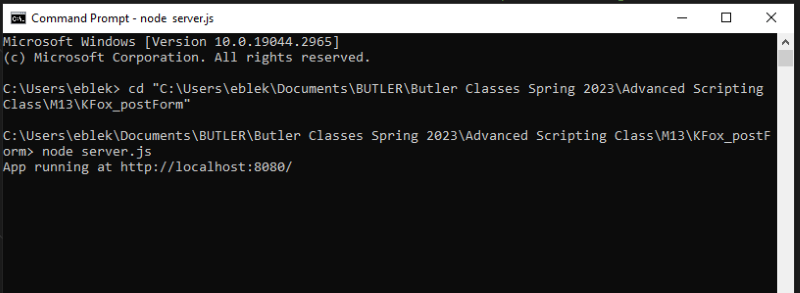 Command Prompt - node server.js
Microsoft Windows [Version 10.0.19044.2965]
(c) Microsoft Corporation. All rights reserved.
C:\Users\eblek> cd "C:\Users\eblek\Documents\BUTLER\Butler Classes Spring 2023\Advanced Scripting
Class\M13\KFox_postForm"
C:\Users\eblek\Documents\BUTLER\Butler Classes Spring 2023\Advanced Scripting Class\M13\KFox_postF
orm> node server.js
App running at http://localhost:8080/